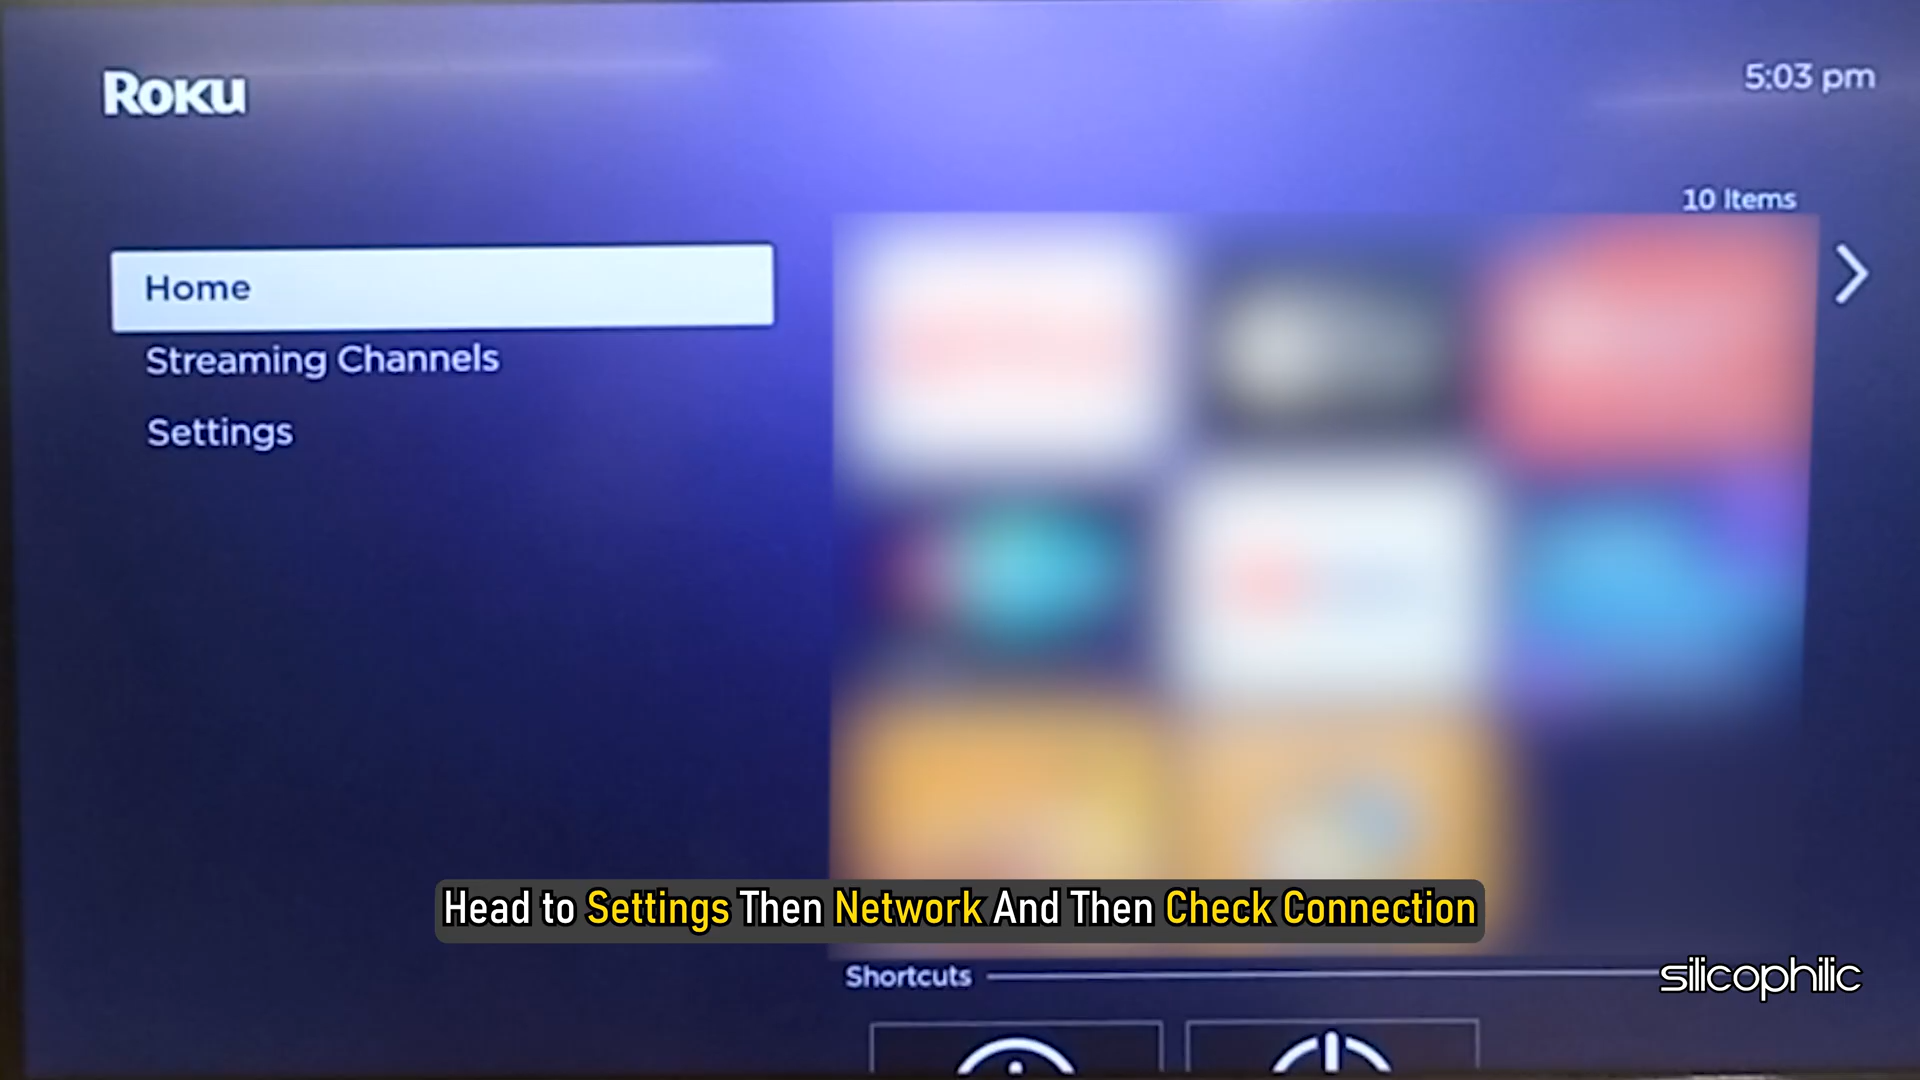 Roku
5:03 pm
10 Items
Home
Streaming Channels
Settings
Head to Settings Then Network And Then Check Connection
Shortcuts
silicophilic